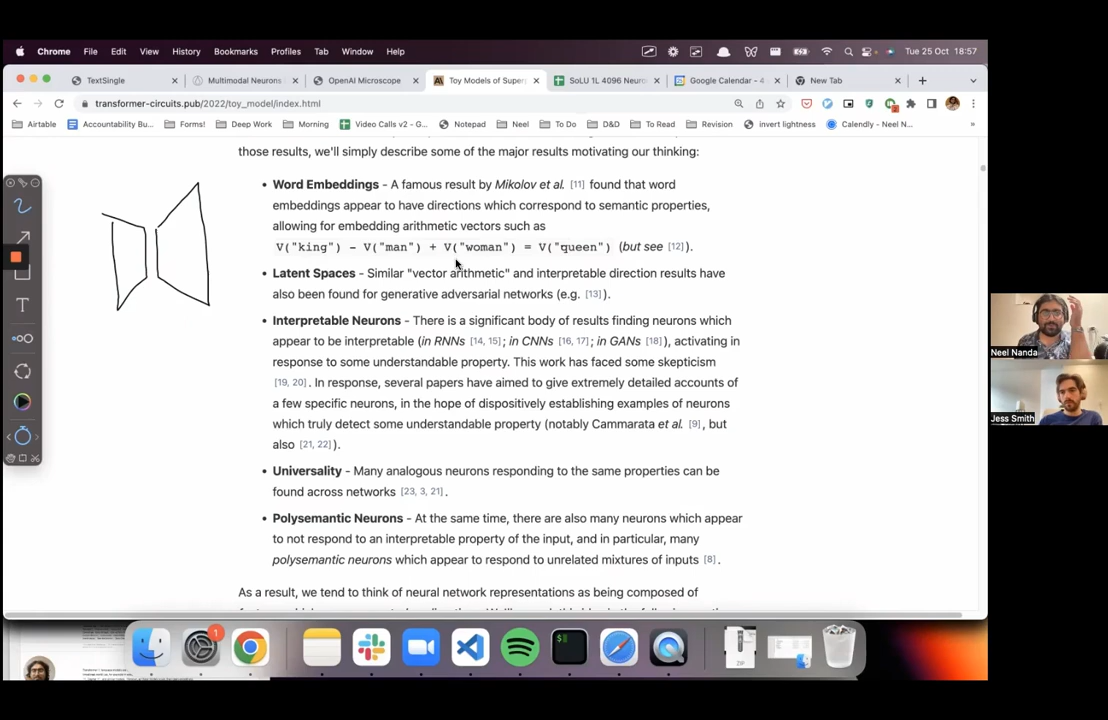 Chrome File Edit View History Bookmarks Profiles Tab Window Help Tue 25 Oct 18:57
TextSingle Multimodal Neurons OpenAI Microscope Toy Models of Super SoLU 1L 4096 Neuro Google Calendar - 4 New Tab
transformer-circuits.pub/2022/toy_model/index.html
Airtable Accountability Bu... Forms! Deep Work Morning Video Calls v2 - G... Notepad Neel To Do D&D To Read Revision invert lightness Calendly - Neel N... »
those results, we'll simply describe some of the major results motivating our thinking:
• Word Embeddings - A famous result by Mikolov et al. [11] found that word
embeddings appear to have directions which correspond to semantic properties,
allowing for embedding arithmetic vectors such as
V("king") - V("man") + V("woman") = V("queen") (but see [12]).
• Latent Spaces - Similar "vector arithmetic" and interpretable direction results have
also been found for generative adversarial networks (e.g. [13]).
• Interpretable Neurons - There is a significant body of results finding neurons which
appear to be interpretable (in RNNs [14, 15]; in CNNs [16, 17]; in GANs [18]), activating in
response to some understandable property. This work has faced some skepticism
[19, 20]. In response, several papers have aimed to give extremely detailed accounts of
a few specific neurons, in the hope of dispositively establishing examples of neurons
which truly detect some understandable property (notably Cammarata et al. [9], but
also [21, 22]).
• Universality - Many analogous neurons responding to the same properties can be
found across networks [23, 3, 21].
• Polysemantic Neurons - At the same time, there are also many neurons which appear
to not respond to an interpretable property of the input, and in particular, many
polysemantic neurons which appear to respond to unrelated mixtures of inputs [8].
As a result, we tend to think of neural network representations as being composed of
T
Neel Nanda
Jess Smith
1
ZIP